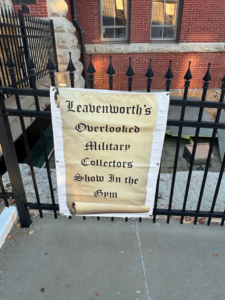 Leavenworth's
Overlooked
Military
Collectors
Show In the
Gym